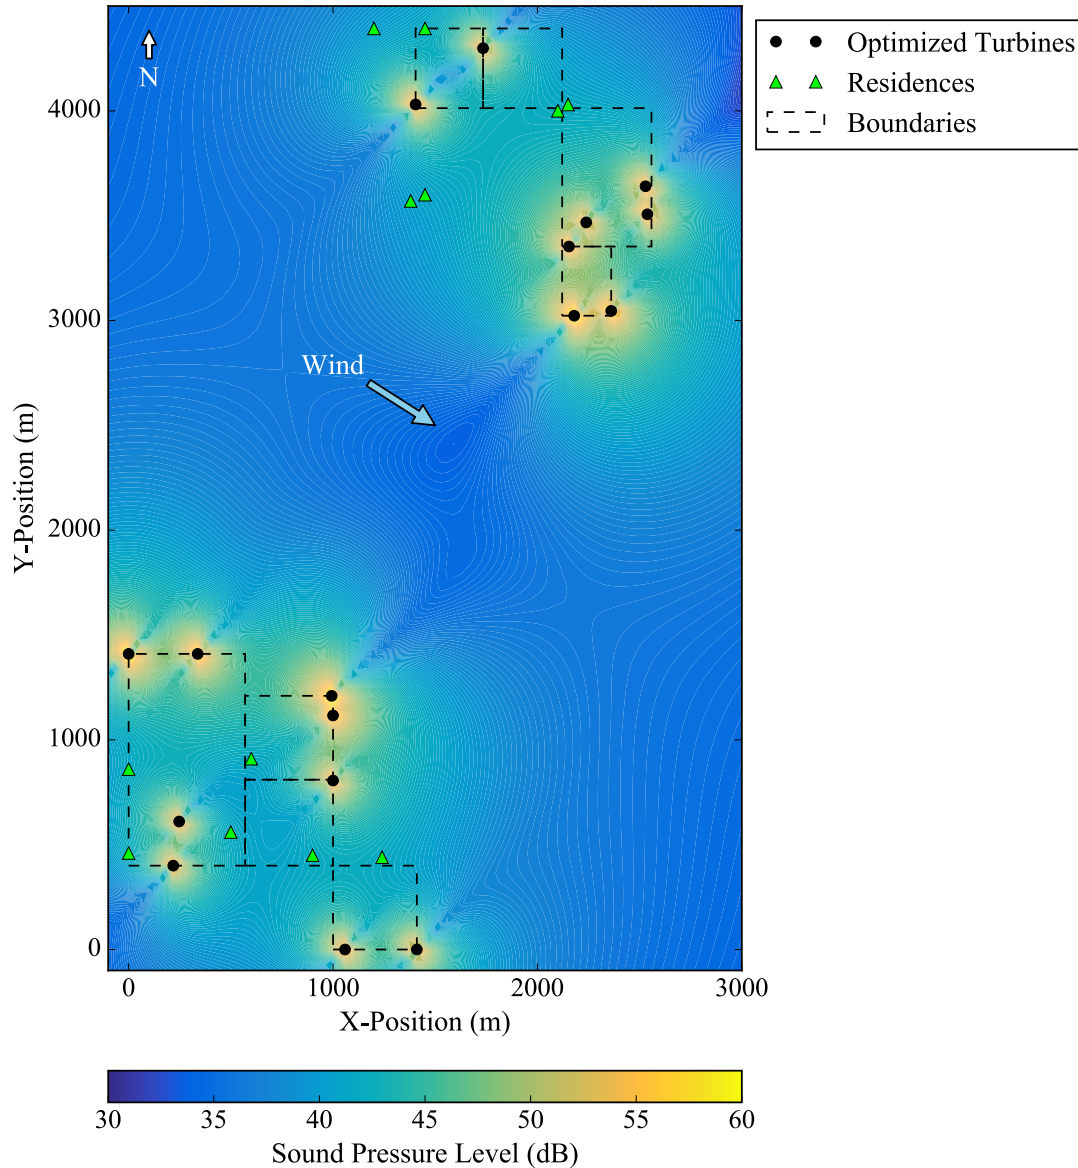 Optimized Turbines
Residences
Boundaries
N
Wind
Y-Position (m)
4000
3000
2000
1000
0
0 1000 2000 3000
X-Position (m)
30 35 40 45 50 55 60
Sound Pressure Level (dB)